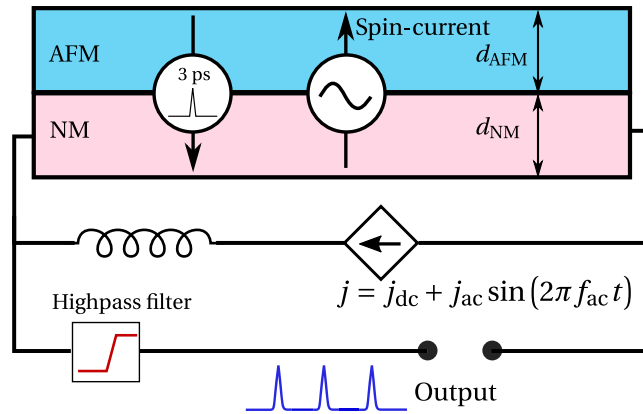 Spin-current
AFM
d_AFM
3 ps
NM
d_NM
j = j_dc + j_ac sin (2π f_ac t)
Highpass filter
Output